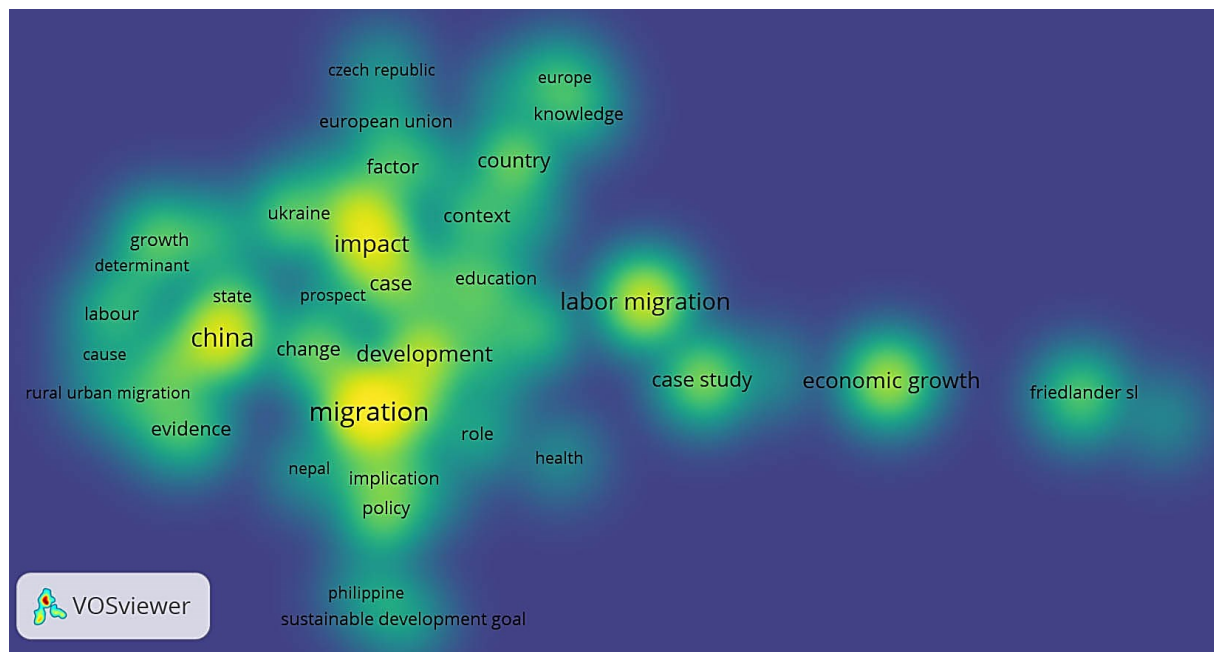 czech republic
europe
knowledge
european union
country
factor
ukraine
context
impact
growth
determinant
case
education
state
prospect
labor migration
labour
china
change
development
cause
case study
economic growth
rural urban migration
friedlander sl
migration
evidence
role
health
nepal
implication
policy
philippine
sustainable development goal
VOSviewer